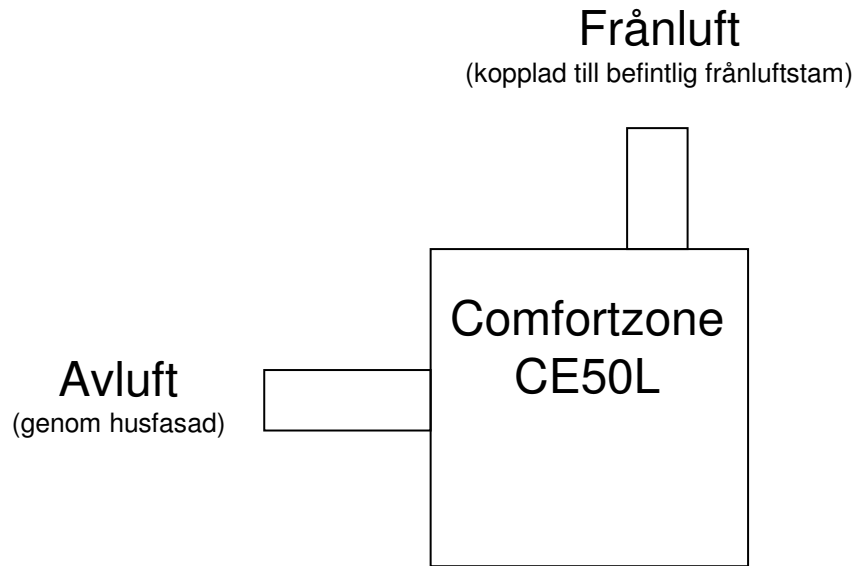 Frånluft
(kopplad till befintlig frånluftstam)
Comfortzone
CE50L
Avluft
(genom husfasad)